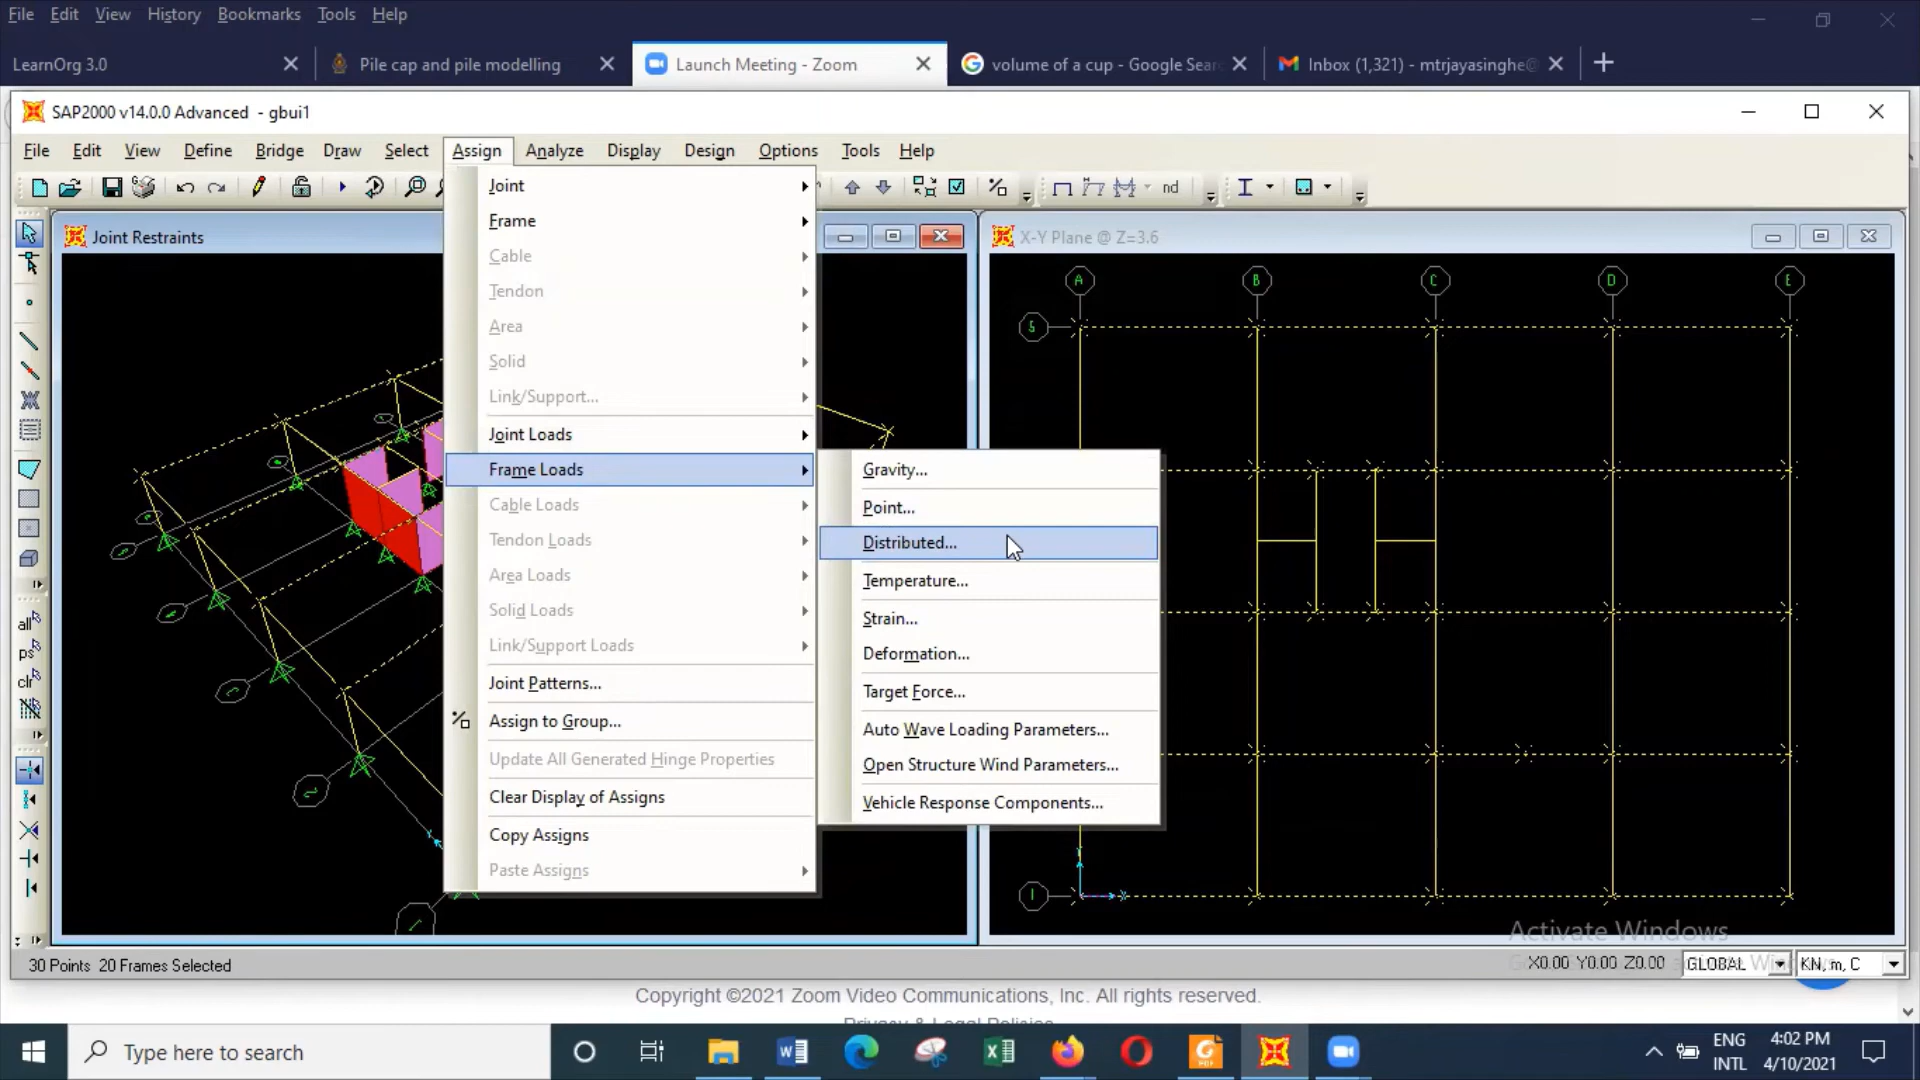 File Edit View History Bookmarks Tools Help
LearnOrg 3.0
Pile cap and pile modelling
Launch Meeting - Zoom
volume of a cup - Google Sear
Inbox (1,321) - mtrjayasinghe@
SAP2000 v14.0.0 Advanced - gbui1
File Edit View Define Bridge Draw Select Assign Analyze Display Design Options Tools Help
nd
Joint Restraints
X-Y Plane @ Z=3.6
Joint
Frame
Cable
Tendon
Area
Solid
Link/Support...
Joint Loads
Frame Loads
Cable Loads
Tendon Loads
Area Loads
Solid Loads
Link/Support Loads
Joint Patterns...
Assign to Group...
Update All Generated Hinge Properties
Clear Display of Assigns
Copy Assigns
Paste Assigns
Gravity...
Point...
Distributed...
Temperature...
Strain...
Deformation...
Target Force...
Auto Wave Loading Parameters...
Open Structure Wind Parameters...
Vehicle Response Components...
A B C D E
5
1
all
ps
clr
Activate Windows
30 Points 20 Frames Selected
X0.00 Y0.00 Z0.00
GLOBAL
KN, m, C
Copyright ©2021 Zoom Video Communications, Inc. All rights reserved.
Privacy & Legal Policies
Type here to search
ENG
INTL
4:02 PM
4/10/2021